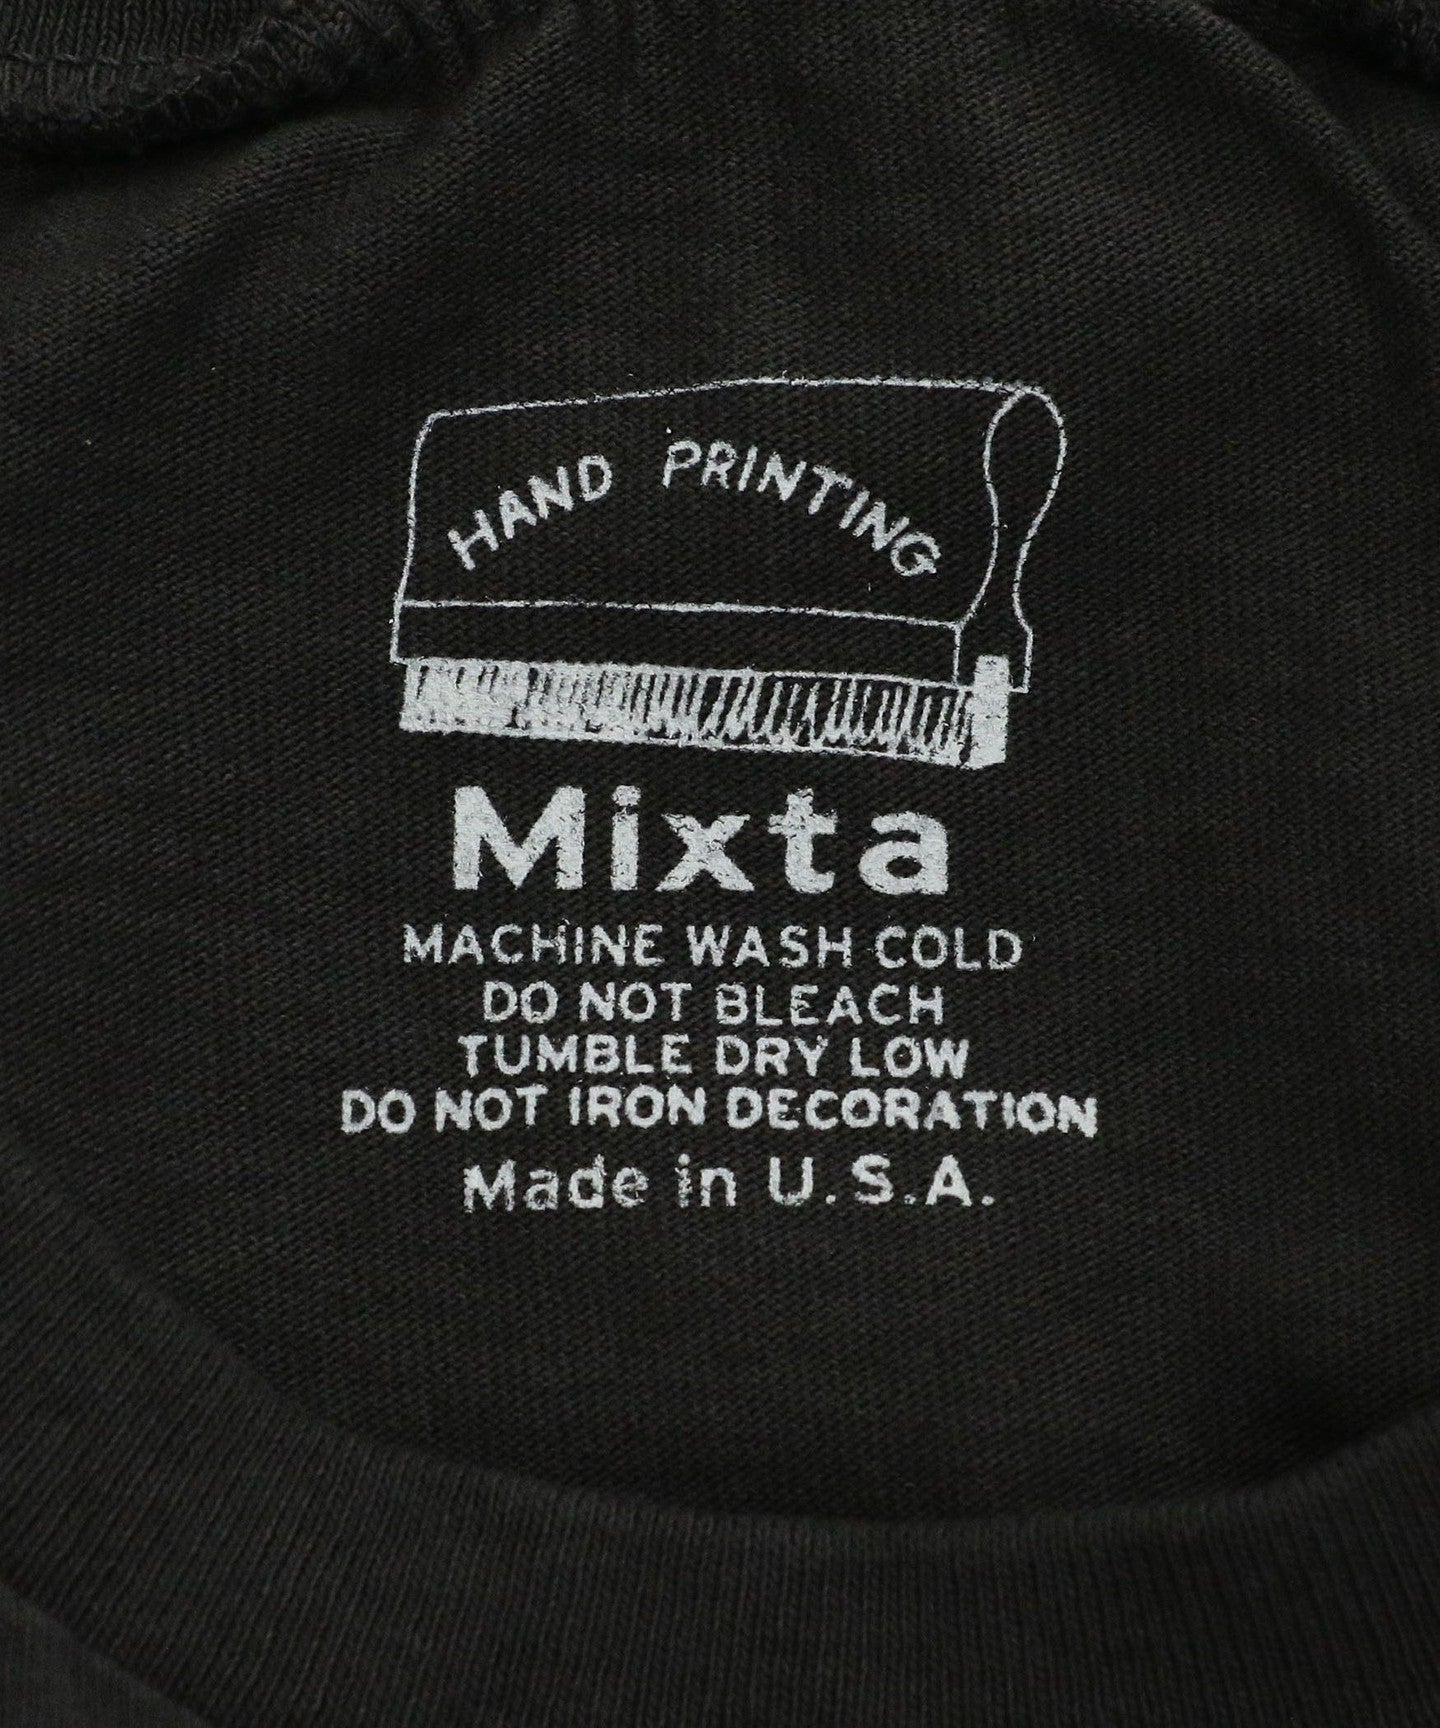 HAND PRINTING
Mixta
MACHINE WASH COLD
DO NOT BLEACH
TUMBLE DRY LOW
DO NOT IRON DECORATION
Made in U.S.A.